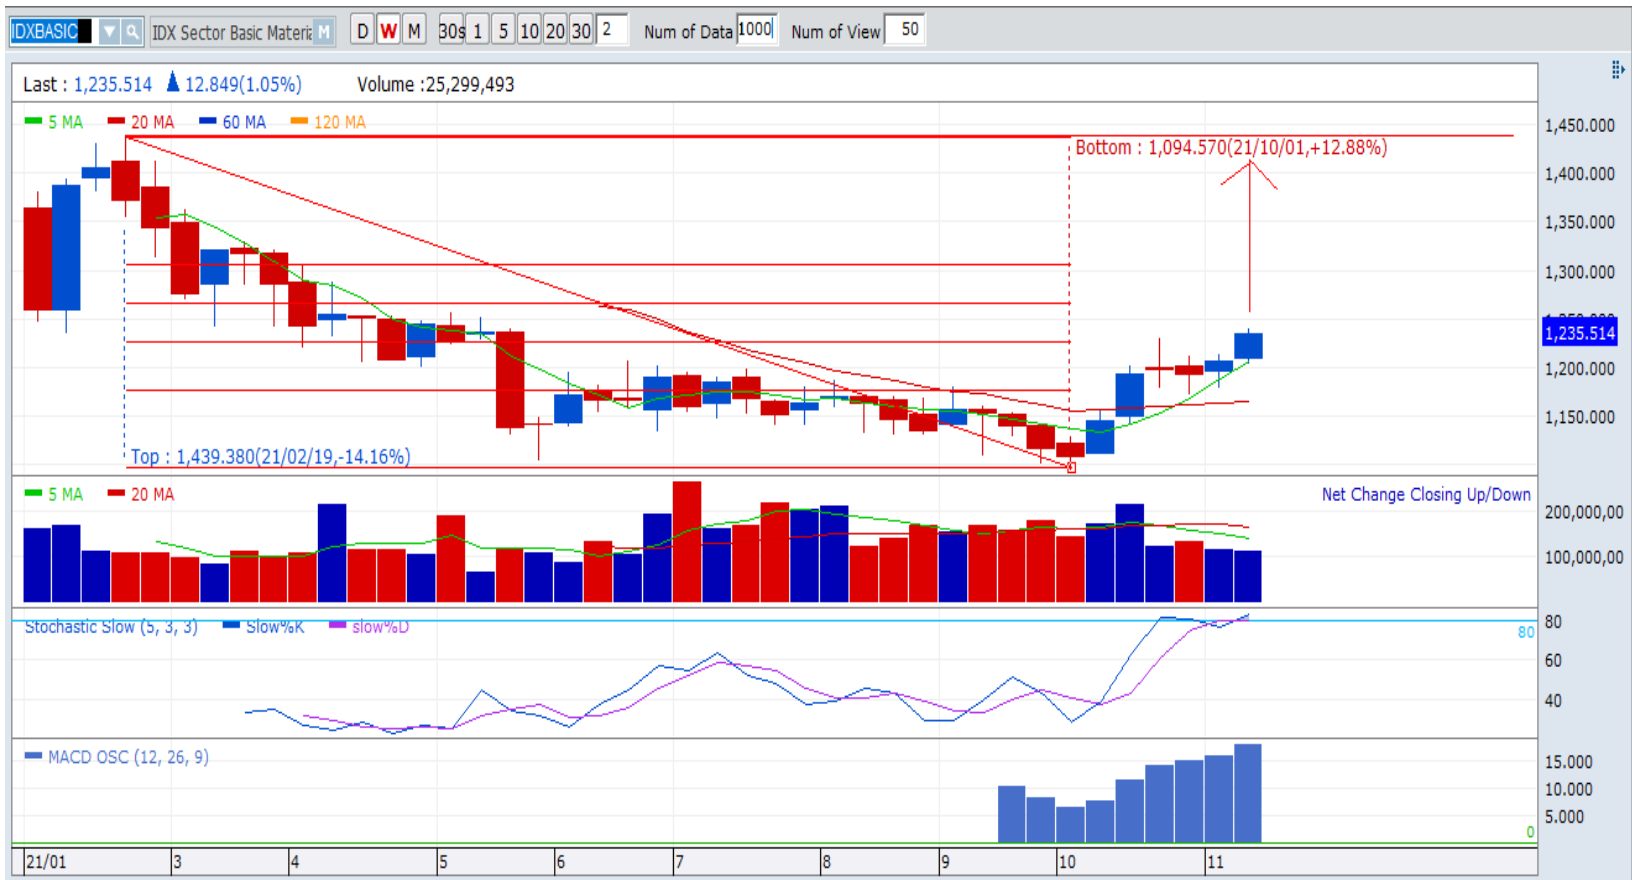 IDXBASIC IDX Sector Basic Materia M D W M 30s 1 5 10 20 30 2 Num of Data 1000 Num of View 50
Last : 1,235.514 ▲ 12.849(1.05%) Volume :25,299,493
5 MA 20 MA 60 MA 120 MA
Bottom : 1,094.570(21/10/01,+12.88%)
Top : 1,439.380(21/02/19,-14.16%)
1,450.000
1,400.000
1,350.000
1,300.000
1,235.514
1,200.000
1,150.000
5 MA 20 MA
Net Change Closing Up/Down
200,000,00
100,000,00
Stochastic Slow (5, 3, 3) Slow%K slow%D
80
80
60
40
MACD OSC (12, 26, 9)
15.000
10.000
5.000
0
21/01 3 4 5 6 7 8 9 10 11